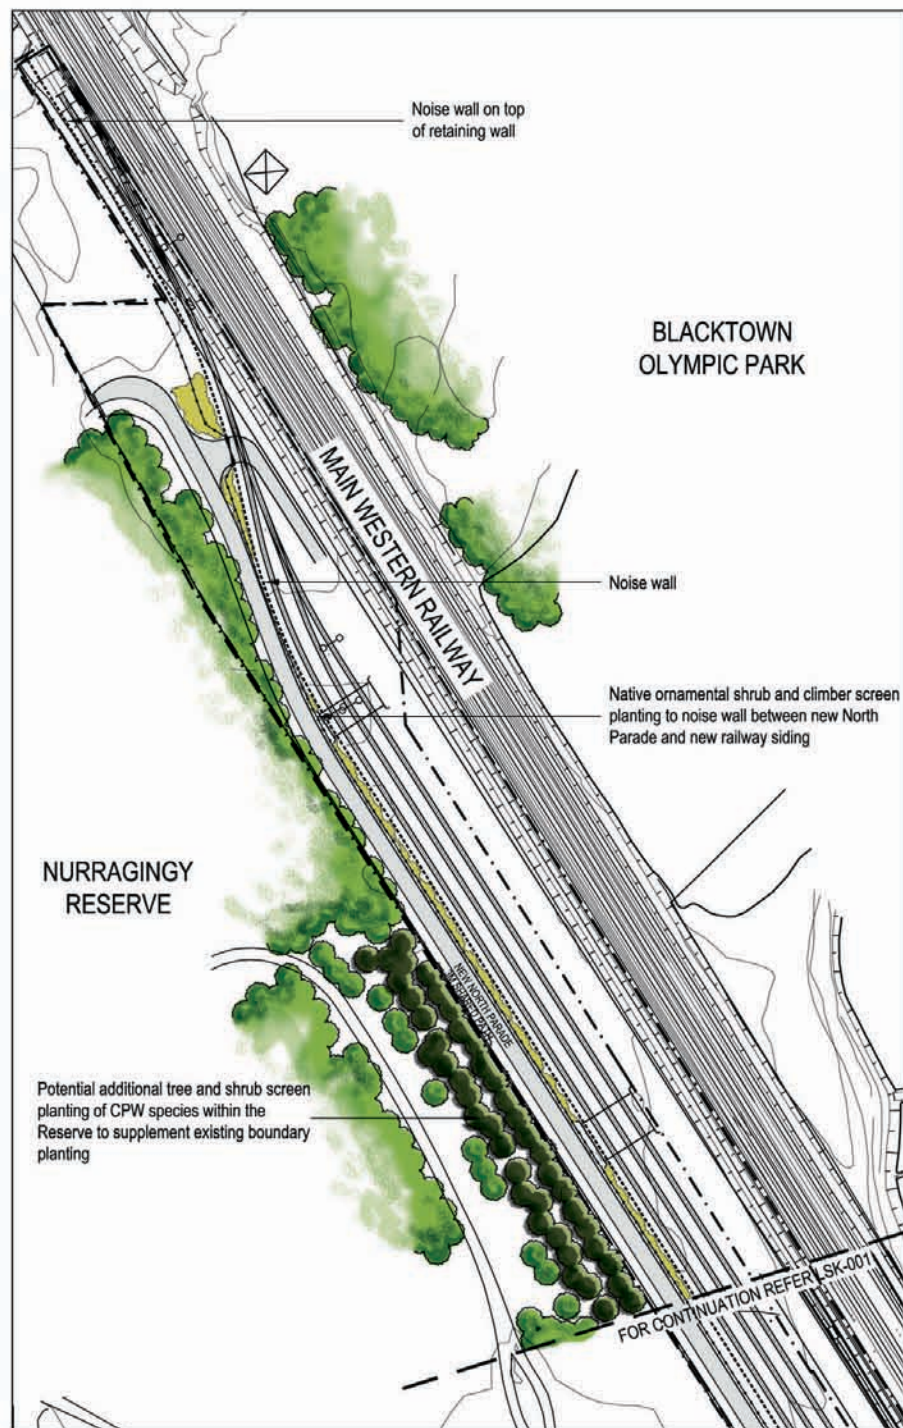 Noise wall on top
of retaining wall
BLACKTOWN
OLYMPIC PARK
MAIN WESTERN RAILWAY
Noise wall
Native ornamental shrub and climber screen
planting to noise wall between new North
Parade and new railway siding
NURRAGINGY
RESERVE
NEW NORTH PARADE
SHARED PATH
Potential additional tree and shrub screen
planting of CPW species within the
Reserve to supplement existing boundary
planting
FOR CONTINUATION REFER LSK-001